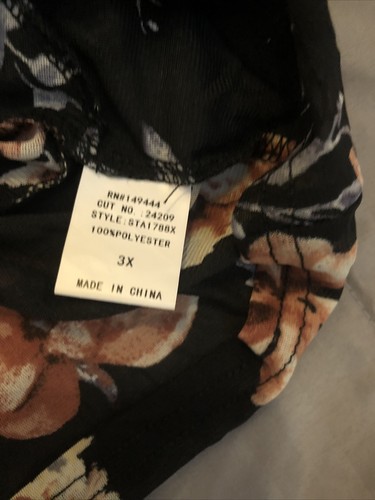 RN#149444
CUT NO. :24209
STYLE:STA1788X
100%POLYESTER
3X
MADE IN CHINA